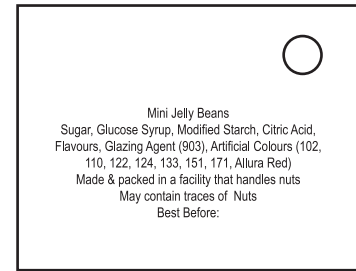 Mini Jelly Beans
Sugar, Glucose Syrup, Modified Starch, Citric Acid,
Flavours, Glazing Agent (903), Artificial Colours (102,
110, 122, 124, 133, 151, 171, Allura Red)
Made & packed in a facility that handles nuts
May contain traces of Nuts
Best Before: